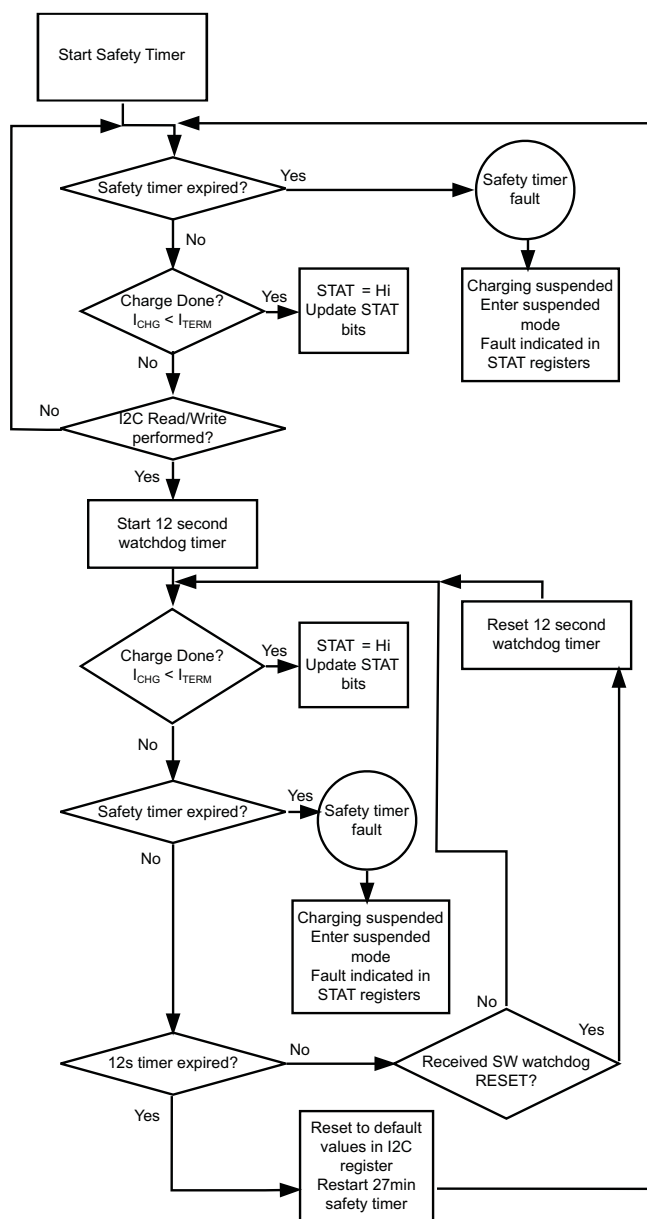 Start Safety Timer
Safety timer expired?
Yes
Safety timer
fault
No
Charging suspended
Enter suspended
mode
Fault indicated in
STAT registers
Charge Done?
I_CHG < I_TERM
Yes
STAT = Hi
Update STAT
bits
No
No
I2C Read/Write
performed?
Yes
Start 12 second
watchdog timer
Reset 12 second
watchdog timer
Charge Done?
I_CHG < I_TERM
Yes
STAT = Hi
Update STAT
bits
No
Safety timer expired?
Yes
Safety timer
fault
No
Charging suspended
Enter suspended
mode
Fault indicated in
STAT registers
No
Yes
12s timer expired?
No
Received SW watchdog
RESET?
Yes
Reset to default
values in I2C
register
Restart 27min
safety timer